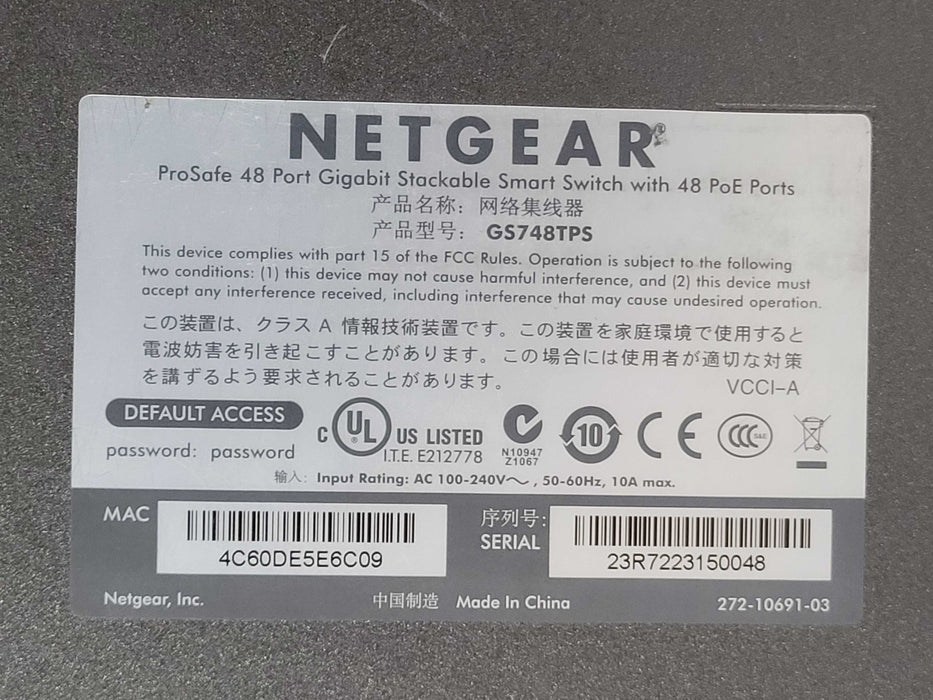 NETGEAR®
ProSafe 48 Port Gigabit Stackable Smart Switch with 48 PoE Ports
产品名称：网络集线器
产品型号： GS748TPS
This device complies with part 15 of the FCC Rules. Operation is subject to the following
two conditions: (1) this device may not cause harmful interference, and (2) this device must
accept any interference received, including interference that may cause undesired operation.
この装置は、クラス A 情報技術装置です。この装置を家庭環境で使用すると
電波妨害を引き起こすことがあります。この場合には使用者が適切な対策
を講ずるよう要求されることがあります。
VCCI-A
DEFAULT ACCESS
password: password
C UL ® US LISTED
I.T.E. E212778
N10947
Z1067
10
CE
CCC S&E
输入: Input Rating: AC 100-240V～, 50-60Hz, 10A max.
MAC
4C60DE5E6C09
序列号:
SERIAL
23R7223150048
Netgear, Inc.
中国制造 Made In China
272-10691-03